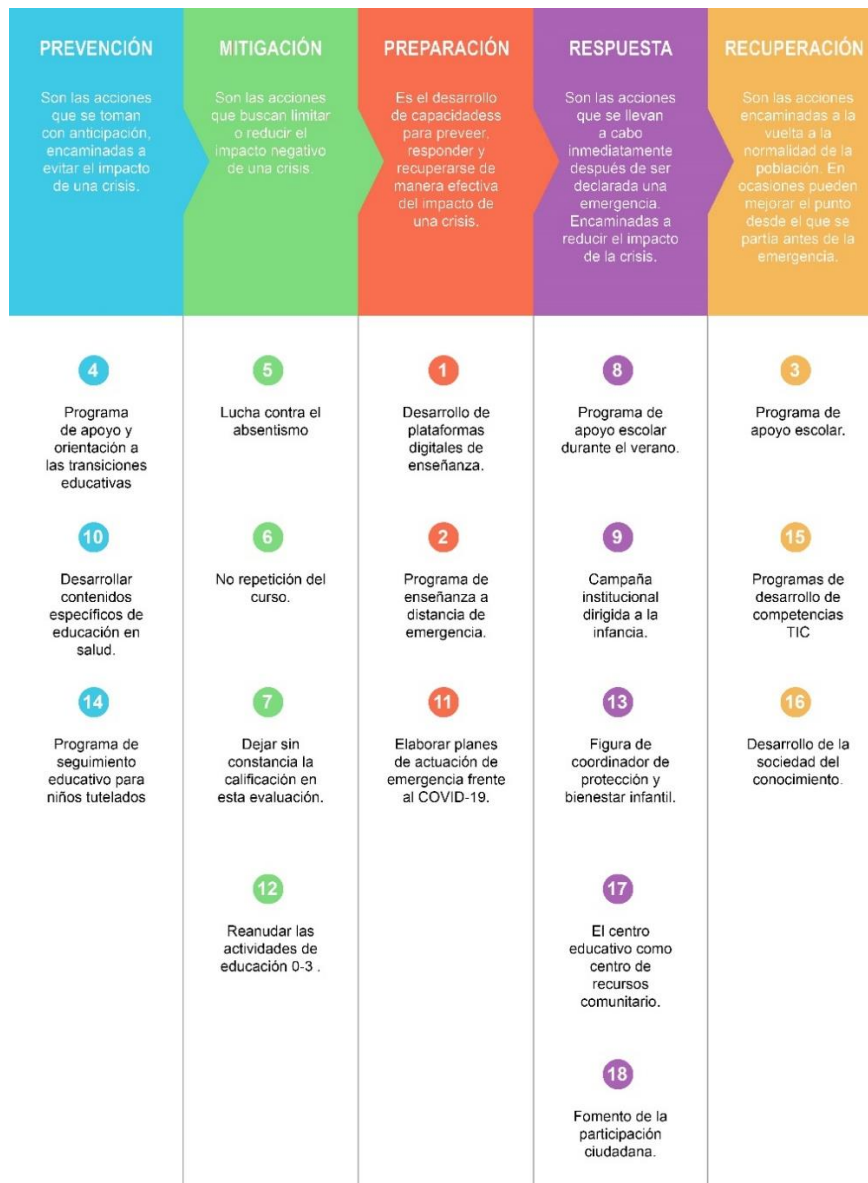 PREVENCIÓN
Son las acciones
que se toman
con anticipación,
encaminadas a
evitar el impacto
de una crisis.
4
Programa
de apoyo y
orientación a
las transiciones
educativas
10
Desarrollar
contenidos
específicos de
educación en
salud.
14
Programa de
seguimiento
educativo para
niños tutelados
MITIGACIÓN
Son las acciones
que buscan limitar
o reducir el
impacto negativo
de una crisis.
5
Lucha contra el
absentismo
6
No repetición del
curso.
7
Dejar sin
constancia la
calificación en
esta evaluación.
12
Reanudar las
actividades de
educación 0-3 .
PREPARACIÓN
Es el desarrollo
de capacidadess
para preveer,
responder y
recuperarse de
manera efectiva
del impacto de
una crisis.
1
Desarrollo de
plataformas
digitales de
enseñanza.
2
Programa de
enseñanza a
distancia de
emergencia.
11
Elaborar planes
de actuación de
emergencia frente
al COVID-19.
RESPUESTA
Son las acciones
que se llevan
a cabo
inmediatamente
después de ser
declarada una
emergencia.
Encaminadas a
reducir el impacto
de la crisis.
8
Programa de
apoyo escolar
durante el verano.
9
Campaña
institucional
dirigida a la
infancia.
13
Figura de
coordinador de
protección y
bienestar infantil.
17
El centro
educativo como
centro de
recursos
comunitario.
18
Fomento de la
participación
ciudadana.
RECUPERACIÓN
Son las acciones
encaminadas a la
vuelta a la
normalidad de la
población. En
ocasiones pueden
mejorar el punto
desde el que se
partía antes de la
emergencia.
3
Programa de
apoyo escolar.
15
Programas de
desarrollo de
competencias
TIC
16
Desarrollo de la
sociedad del
conocimiento.